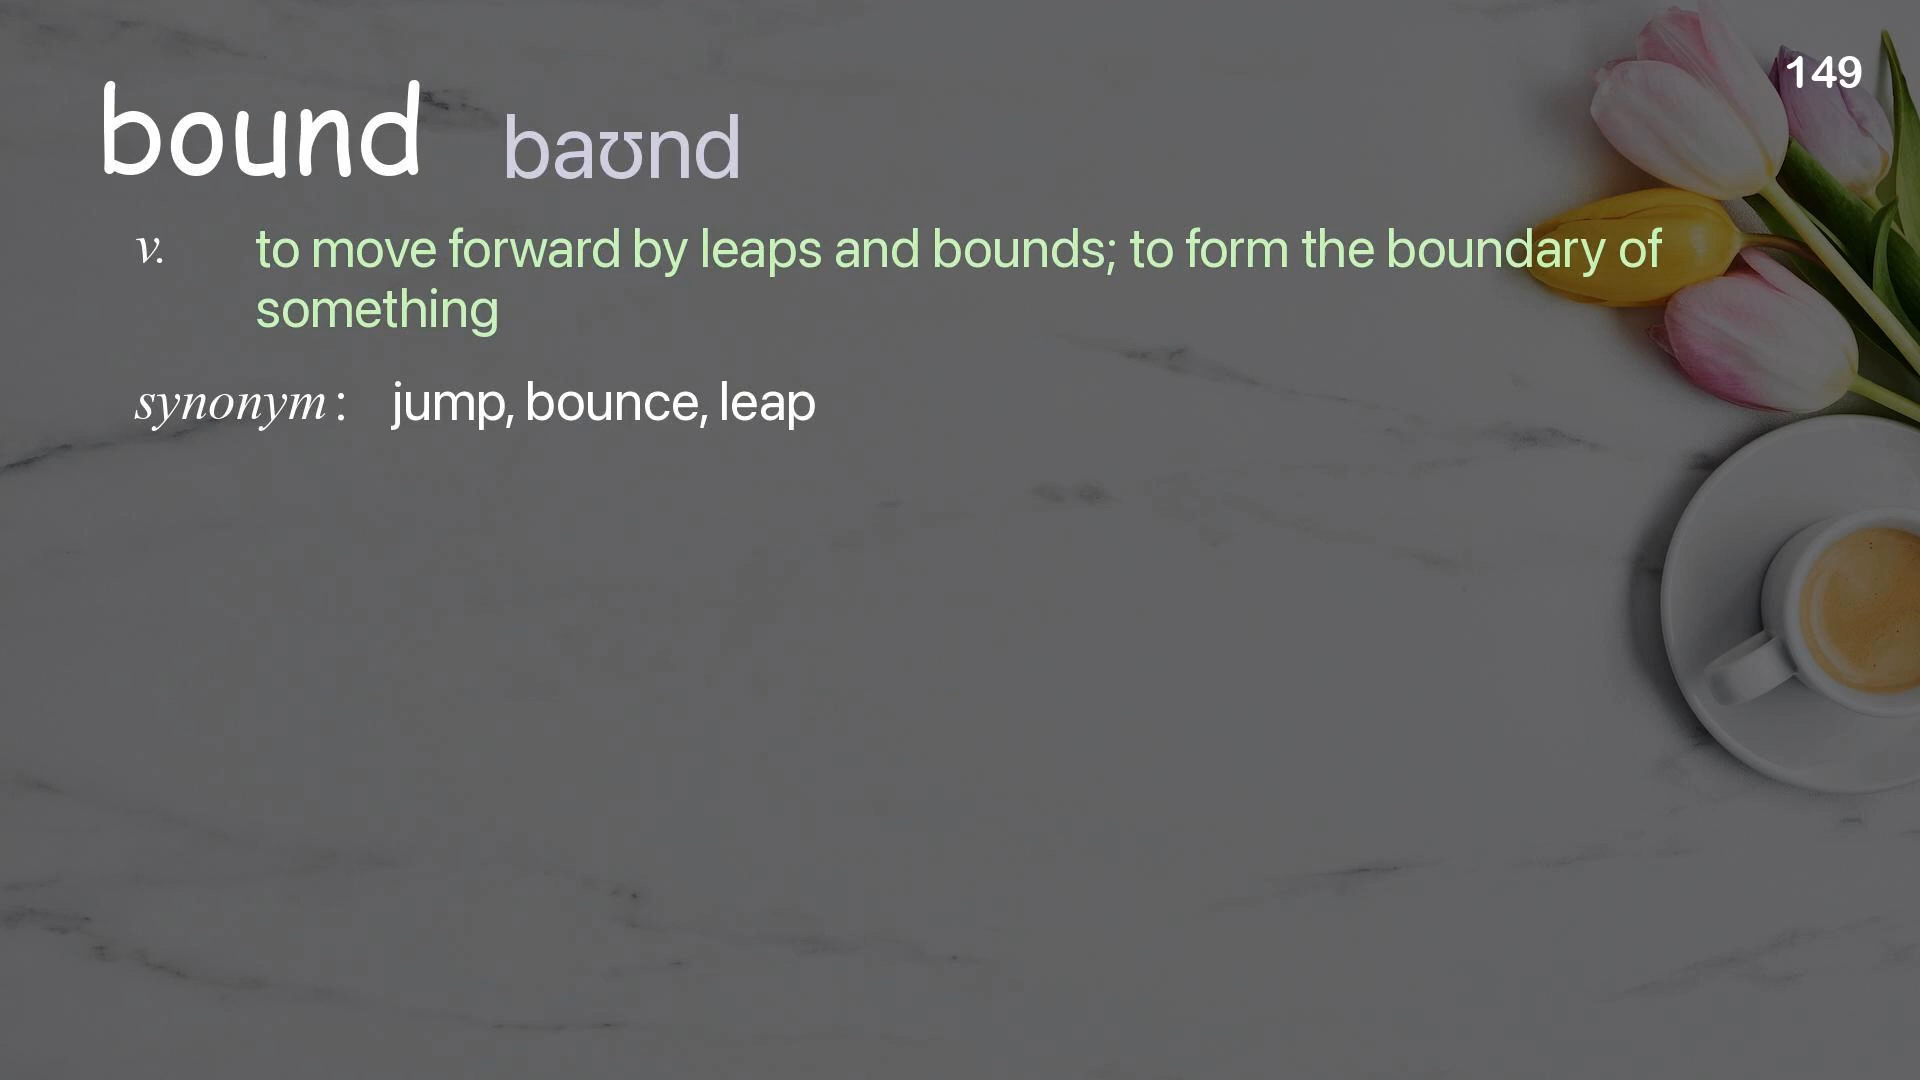 149
bound baʊnd
v. to move forward by leaps and bounds; to form the boundary of
something
synonym : jump, bounce, leap